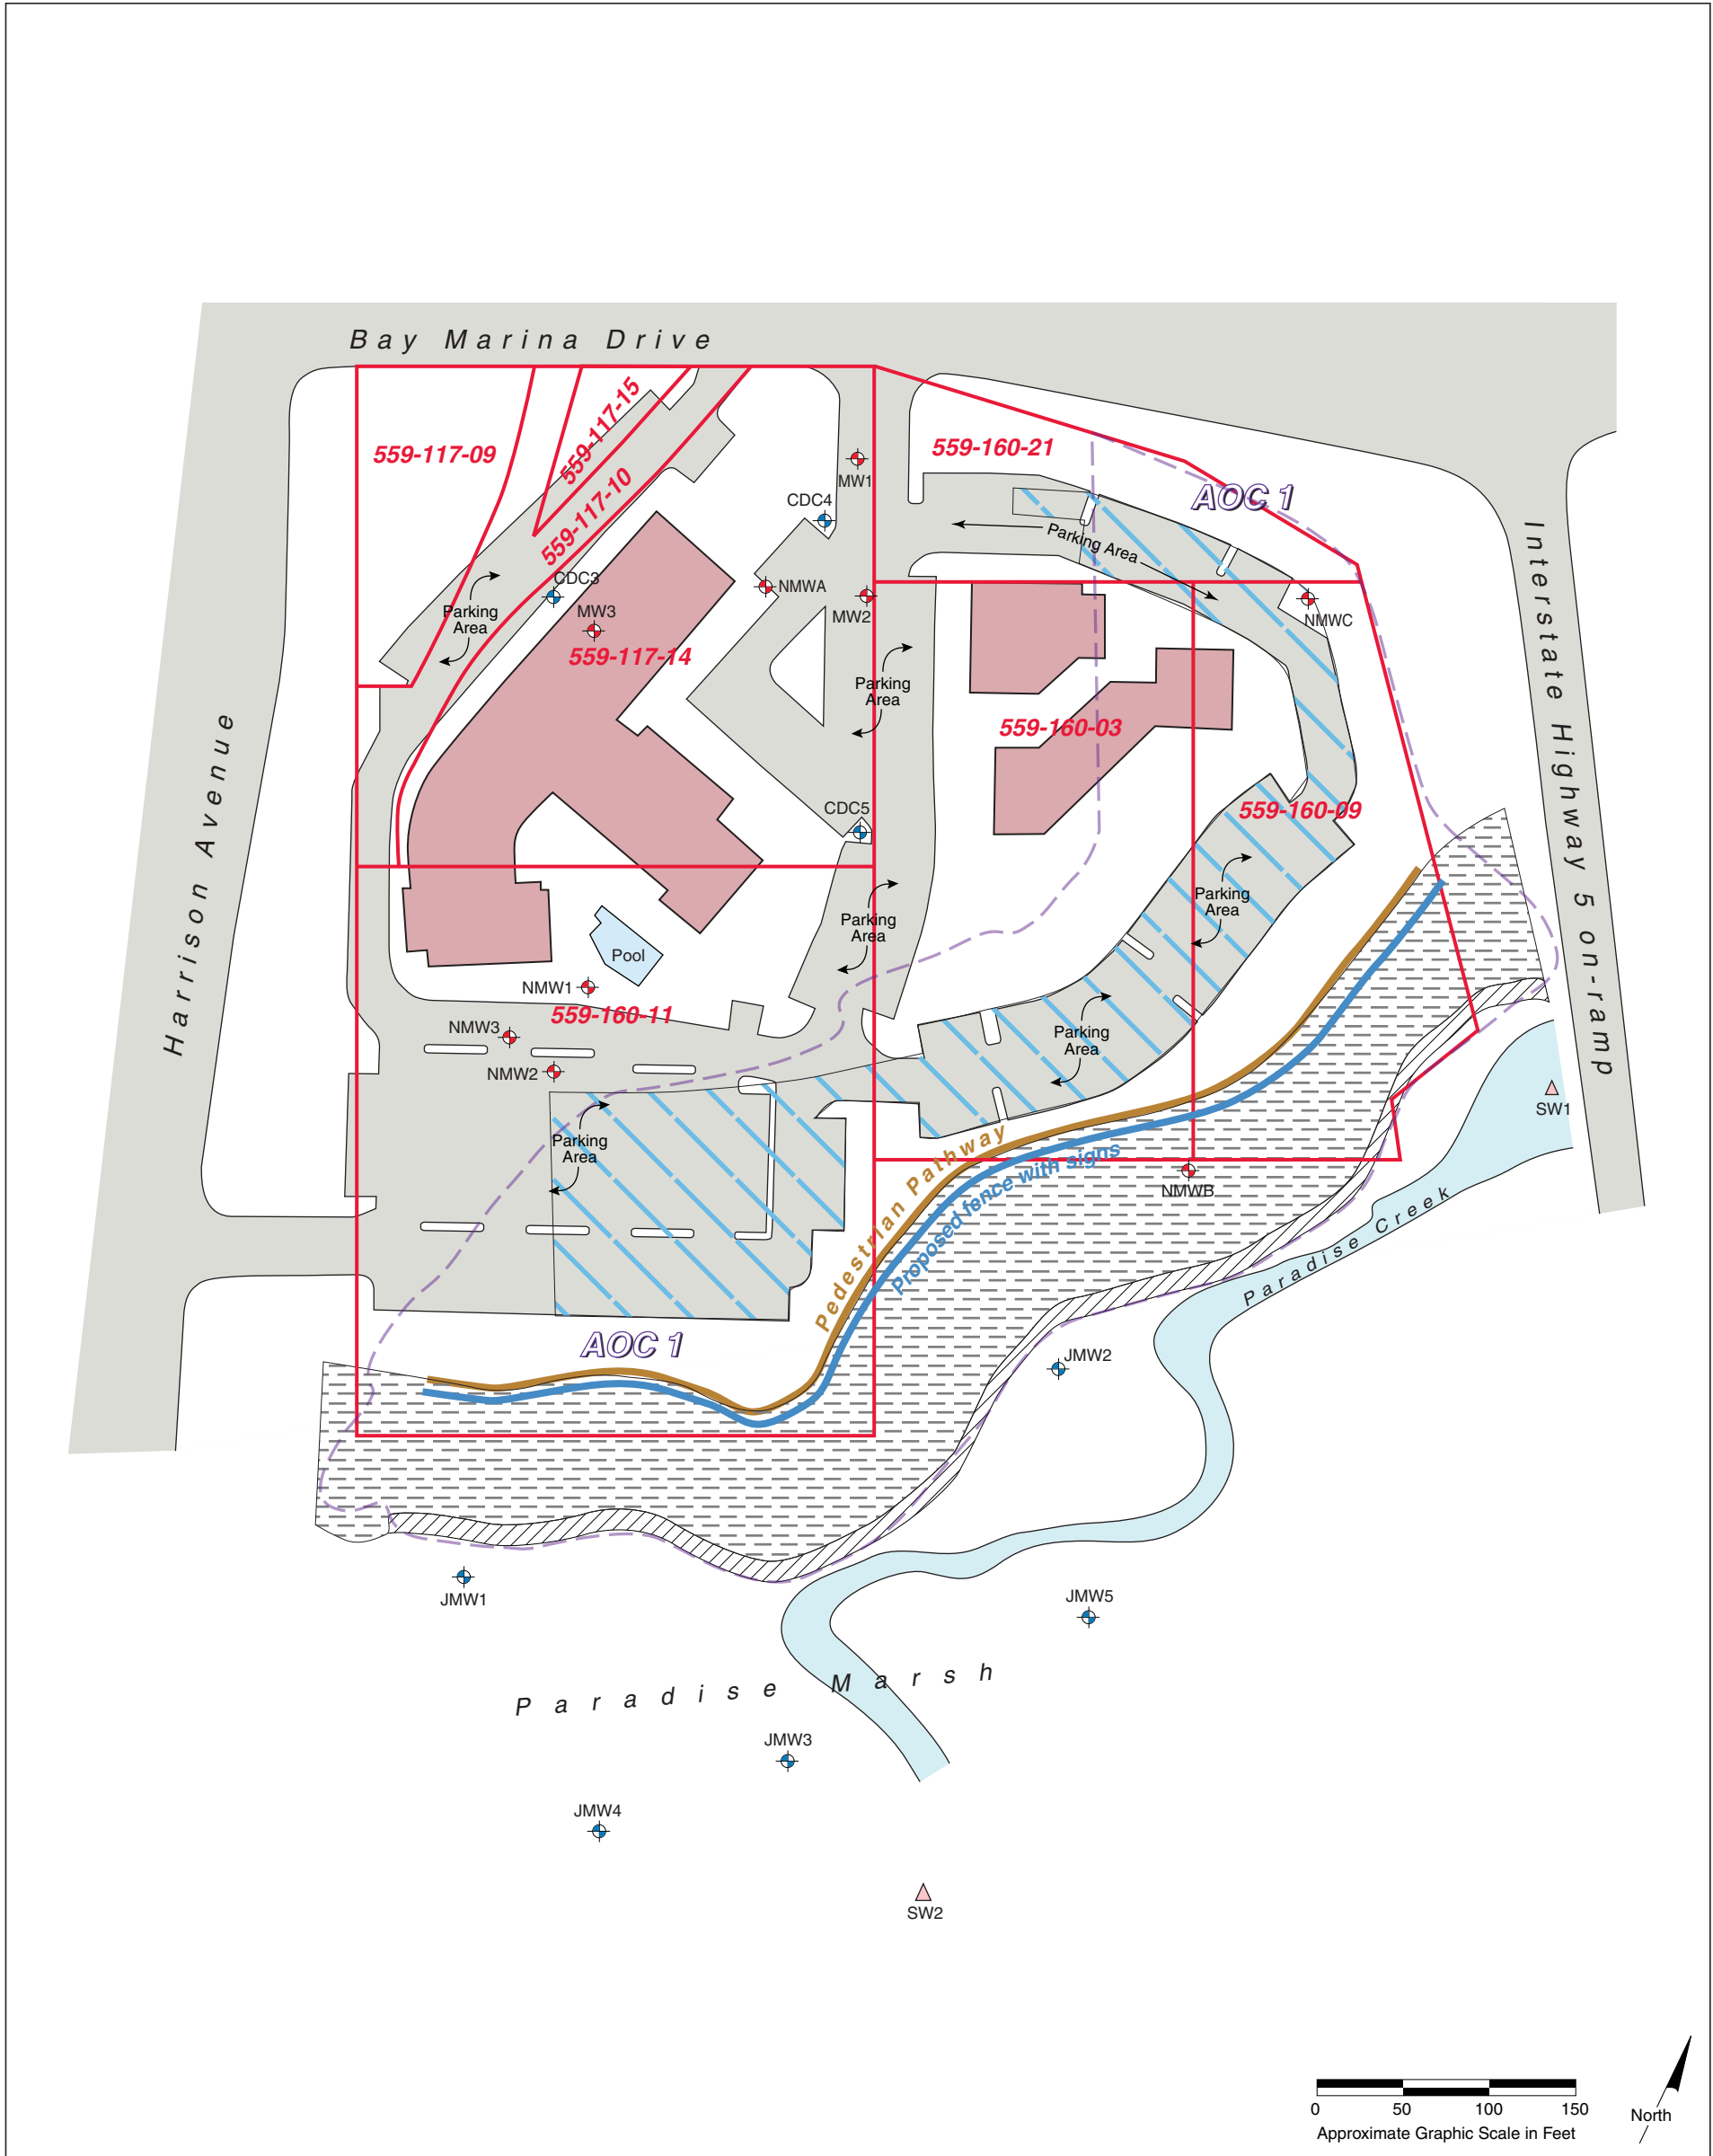 Bay Marina Drive
559-117-09
559-117-15
559-160-21
559-117-10
MW1
CDC4
AOC 1
Parking Area
CDC3
NMWA
Parking
Area
MW3
MW2
NMWC
559-117-14
Parking
Area
559-160-03
Interstate Highway 5 on-ramp
Harrison Avenue
CDC5
559-160-09
Parking
Area
Parking
Area
Pool
NMW1
559-160-11
NMW3
Parking
Area
NMW2
SW1
Parking
Area
Pedestrian Pathway
Proposed fence with signs
NMWB
Paradise Creek
AOC 1
JMW2
JMW1
JMW5
Paradise Marsh
JMW3
JMW4
SW2
0 50 100 150
Approximate Graphic Scale in Feet
North